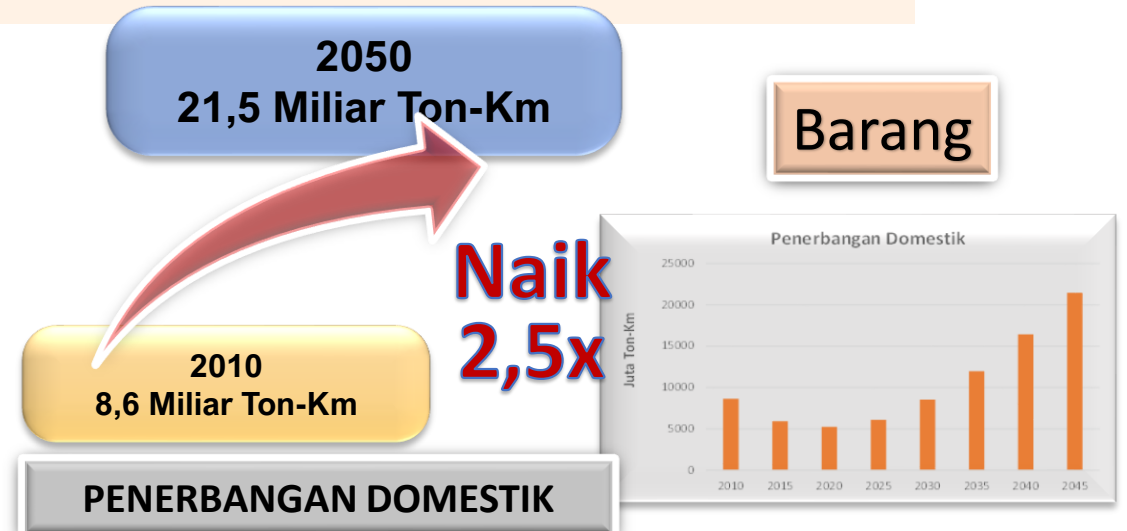 2050
21,5 Miliar Ton-Km
Barang
Naik
2,5x
2010
8,6 Miliar Ton-Km
PENERBANGAN DOMESTIK
Penerbangan Domestik
Juta Ton-Km
25000
20000
15000
10000
5000
0
2010 2015 2020 2025 2030 2035 2040 2045